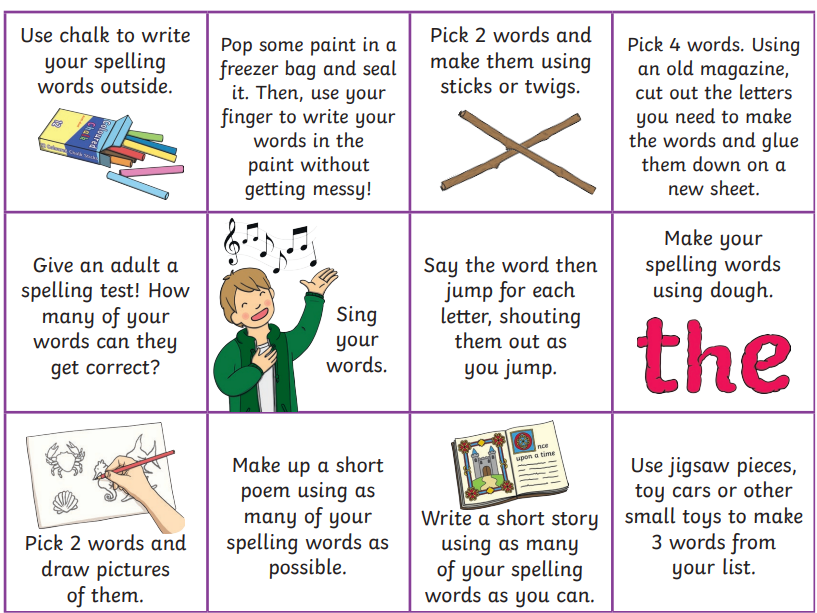 Use chalk to write
your spelling
words outside.
Coloured
Chalk
Pop some paint in a
freezer bag and seal
it. Then, use your
finger to write your
words in the
paint without
getting messy!
Pick 2 words and
make them using
sticks or twigs.
Pick 4 words. Using
an old magazine,
cut out the letters
you need to make
the words and glue
them down on a
new sheet.
Give an adult a
spelling test! How
many of your
words can they
get correct?
Sing
your
words.
Say the word then
jump for each
letter, shouting
them out as
you jump.
Make your
spelling words
using dough.
the
Pick 2 words and
draw pictures
of them.
Make up a short
poem using as
many of your
spelling words as
possible.
nce
upon a time
Write a short story
using as many
of your spelling
words as you can.
Use jigsaw pieces,
toy cars or other
small toys to make
3 words from
your list.